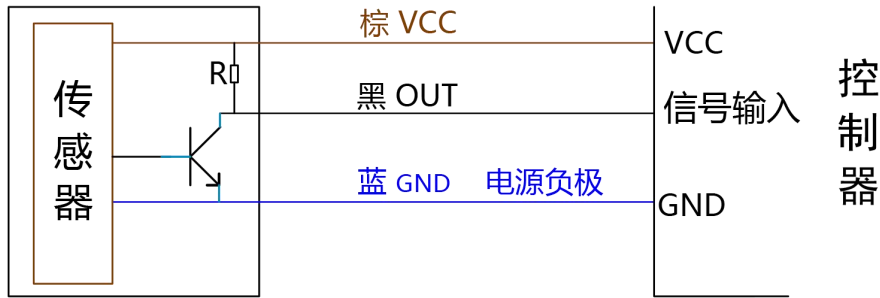 棕 VCC
VCC
R
黑 OUT
信号输入
传感器
控制器
蓝 GND 电源负极
GND